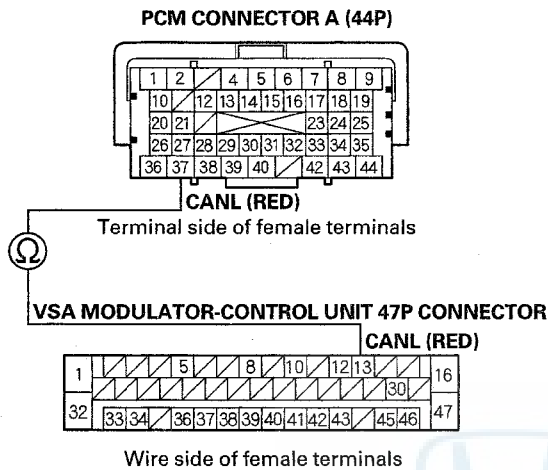 PCM CONNECTOR A (44P)
1 2 4 5 6 7 8 9
10 12 13 14 15 16 17 18 19
20 21 23 24 25
26 27 28 29 30 31 32 33 34 35
36 37 38 39 40 42 43 44
CANL (RED)
Terminal side of female terminals
Ω
VSA MODULATOR-CONTROL UNIT 47P CONNECTOR
CANL (RED)
1 5 8 10 12 13 16
30
32 33 34 36 37 38 39 40 41 42 43 45 46 47
Wire side of female terminals